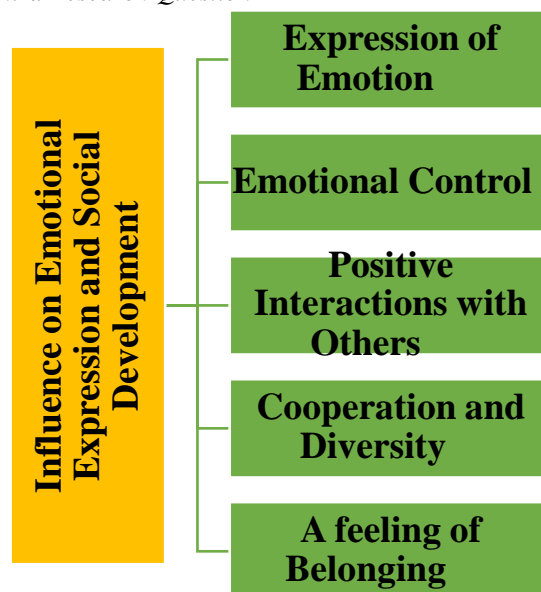 Influence on Emotional
Expression and Social
Development
Expression of
Emotion
Emotional Control
Positive
Interactions with
Others
Cooperation and
Diversity
A feeling of
Belonging